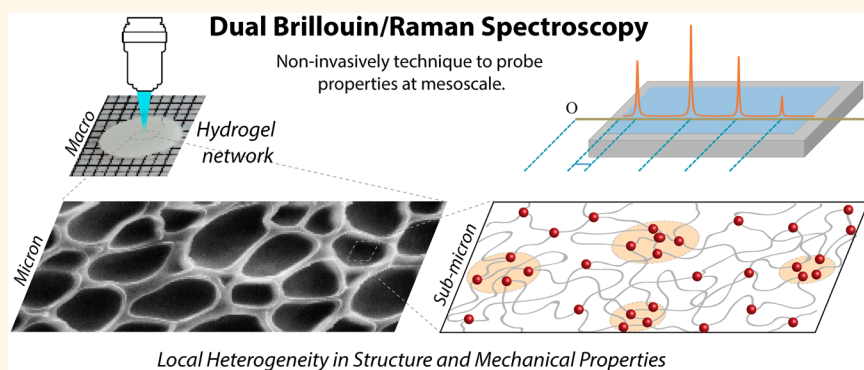 Dual Brillouin/Raman Spectroscopy
Non-invasively technique to probe
properties at mesoscale.
O
Macro
Hydrogel
network
Micron
Sub-micron
Local Heterogeneity in Structure and Mechanical Properties